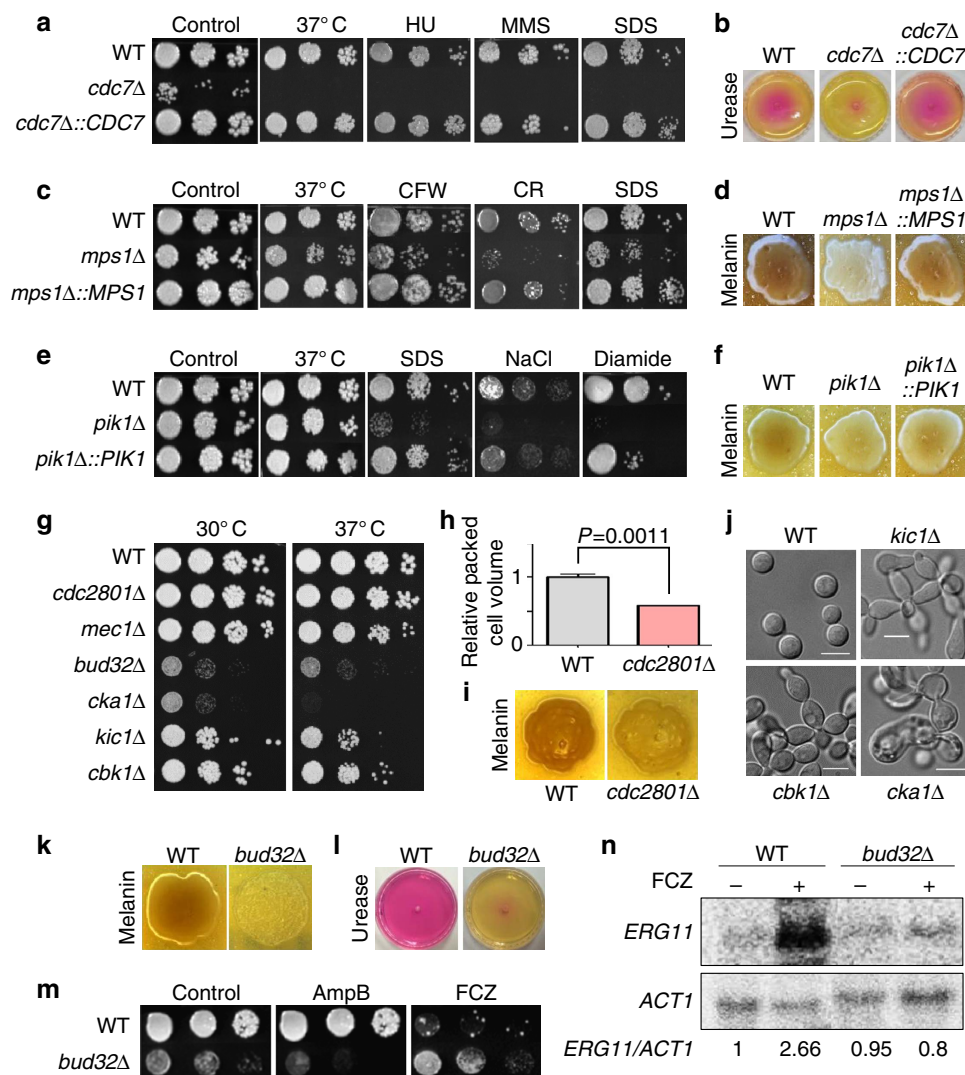 a
Control 37° C HU MMS SDS
WT
cdc7Δ
cdc7Δ::CDC7
b
WT cdc7Δ cdc7Δ ::CDC7
Urease
c
Control 37° C CFW CR SDS
WT
mps1Δ
mps1Δ::MPS1
d
WT mps1Δ mps1Δ ::MPS1
Melanin
e
Control 37° C SDS NaCl Diamide
WT
pik1Δ
pik1Δ::PIK1
f
WT pik1Δ pik1Δ ::PIK1
Melanin
g
30° C 37° C
WT
cdc2801Δ
mec1Δ
bud32Δ
cka1Δ
kic1Δ
cbk1Δ
h
P=0.0011
Relative packed
cell volume
1
0
WT cdc2801Δ
i
Melanin
WT cdc2801Δ
j
WT kic1Δ
cbk1Δ cka1Δ
k
WT bud32Δ
Melanin
l
WT bud32Δ
Urease
m
Control AmpB FCZ
WT
bud32Δ
n
WT bud32Δ
FCZ – + – +
ERG11
ACT1
ERG11/ACT1 1 2.66 0.95 0.8